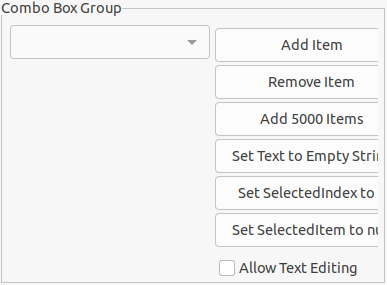 Combo Box Group
Add Item
Remove Item
Add 5000 Items
Set Text to Empty Strin
Set SelectedIndex to
Set SelectedItem to nu
Allow Text Editing